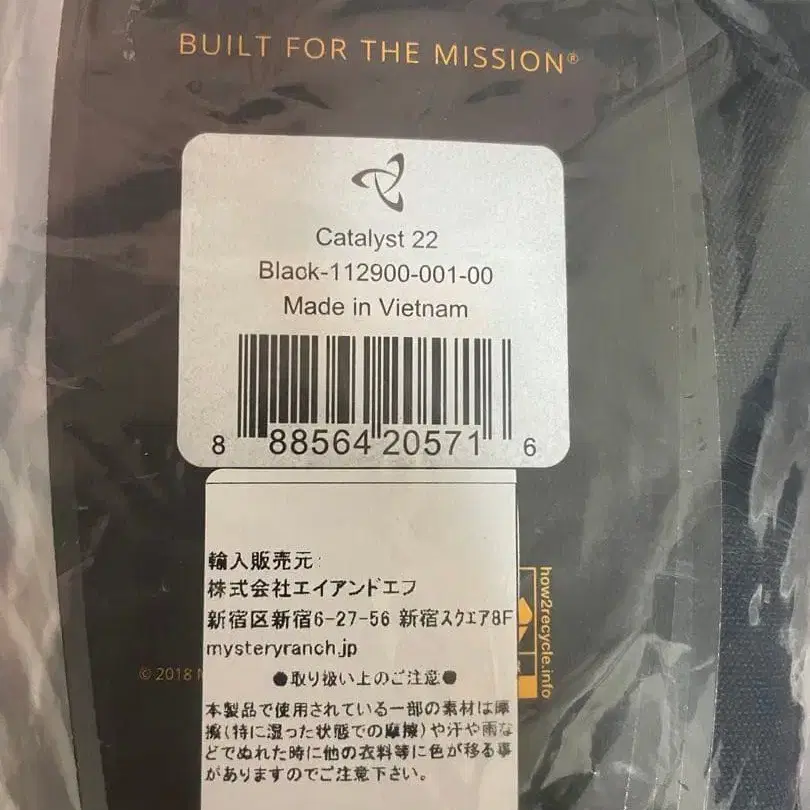 BUILT FOR THE MISSION®
Catalyst 22
Black-112900-001-00
Made in Vietnam
8 88564 20571 6
輸入販売元:
株式会社エイアンドエフ
新宿区新宿6-27-56 新宿スクエア8F
mysteryranch.jp
how2recycle.info
© 2018
●取り扱い上のご注意●
本製品で使用されている一部の素材は摩
擦(特に湿った状態での摩擦)や汗や雨な
どでぬれた時に他の衣料等に色が移る事
がありますのでご注意下さい。